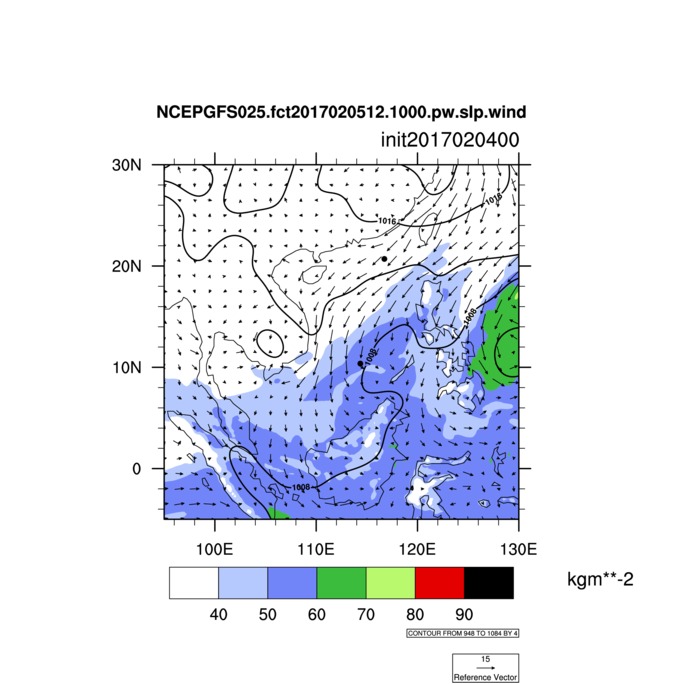 NCEPGFS025.fct2017020512.1000.pw.slp.wind
init2017020400
30N
20N
10N
0
1016
1016
1008
1008
1008
100E 110E 120E 130E
kgm**-2
40 50 60 70 80 90
CONTOUR FROM 948 TO 1084 BY 4
15
Reference Vector